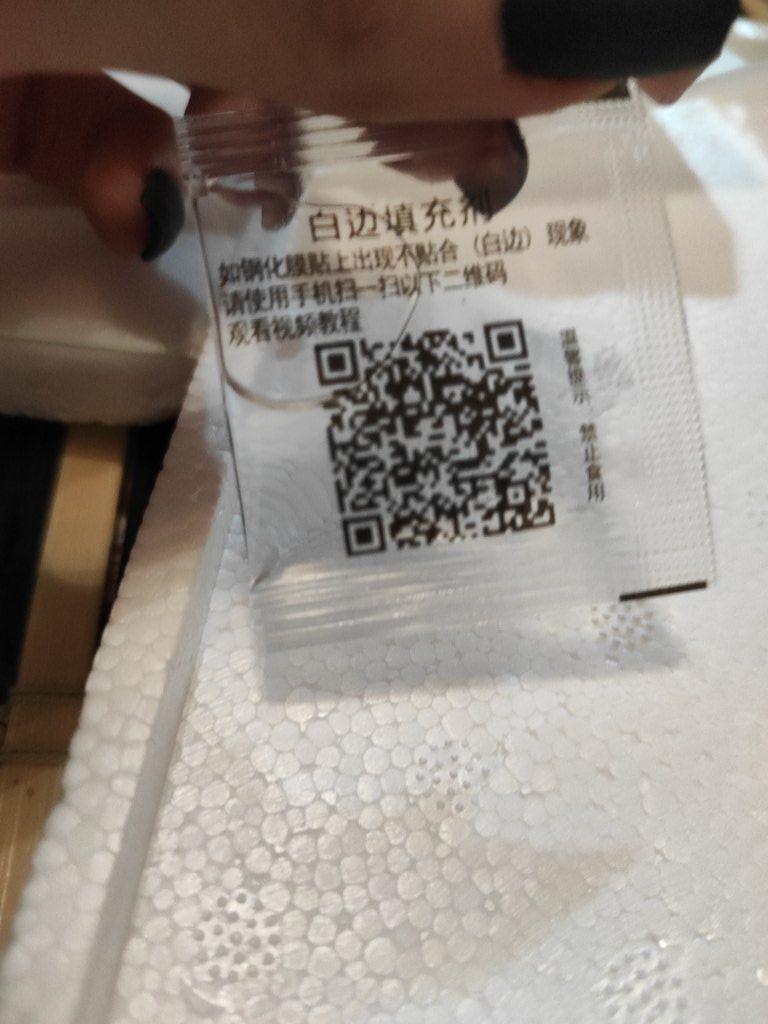 白边填充剂
如钢化膜贴上出现不贴合（白边）现象
请使用手机扫一扫以下二维码
观看视频教程
温馨提示：禁止食用